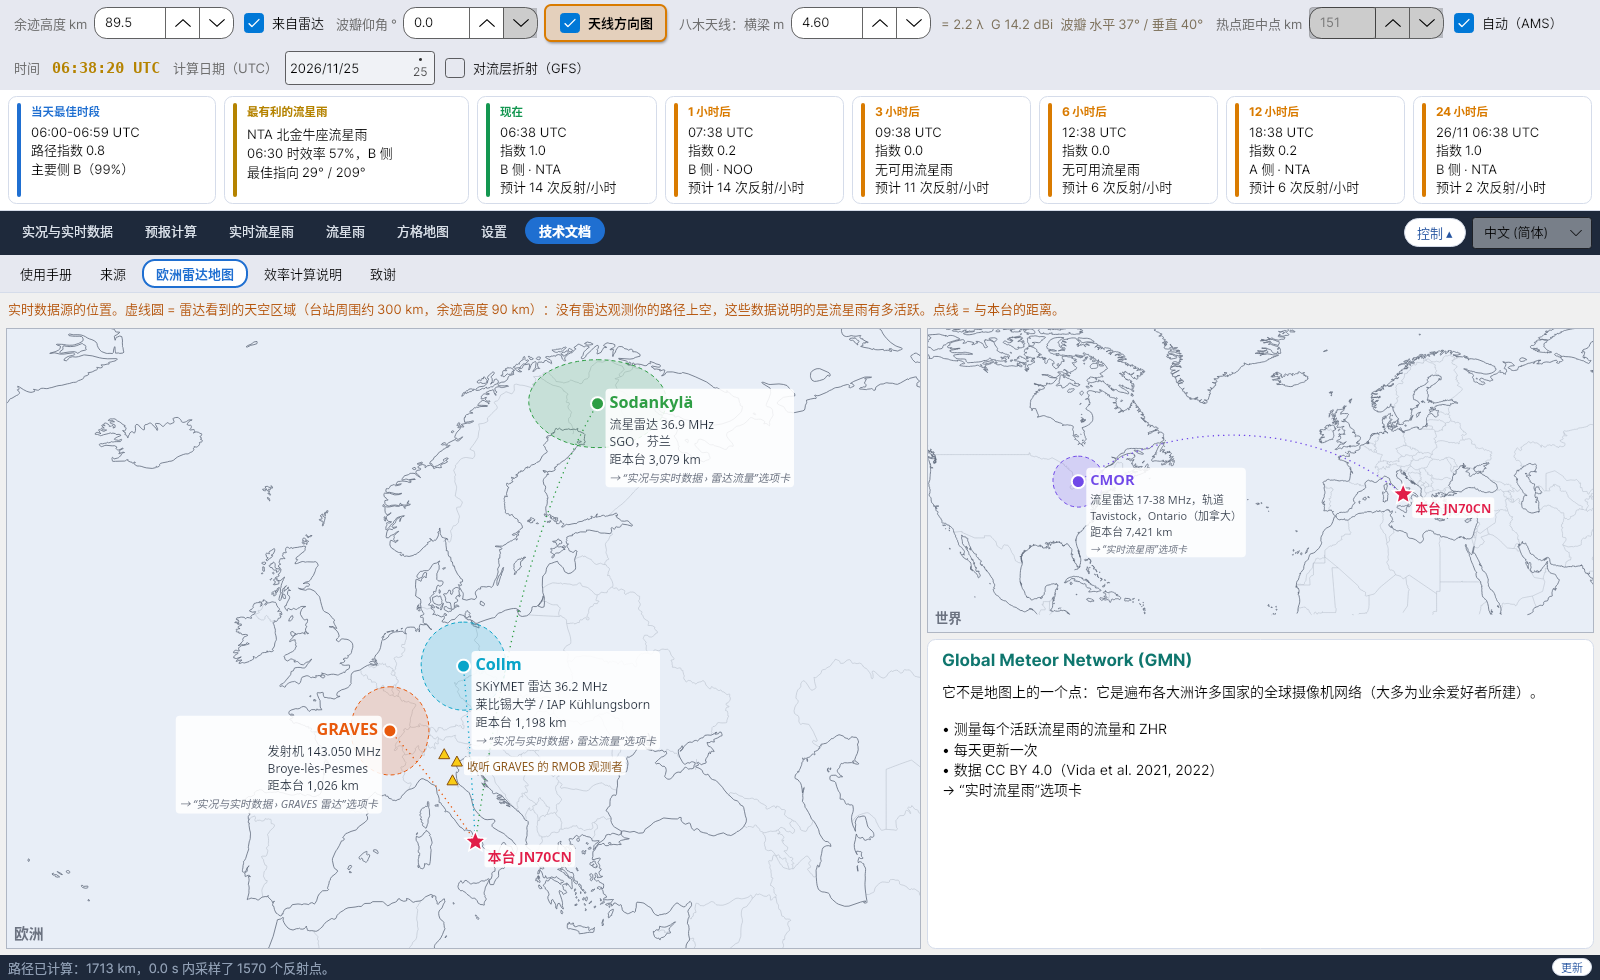 余迹高度 km 89.5 来自雷达 波瓣仰角 ° 0.0 天线方向图 八木天线：横梁 m 4.60 = 2.2 λ G 14.2 dBi 波瓣 水平 37° / 垂直 40° 热点距中点 km 151 自动（AMS）
时间 06:38:20 UTC 计算日期（UTC） 2026/11/25 25 对流层折射（GFS）
当天最佳时段
06:00-06:59 UTC
路径指数 0.8
主要侧 B（99%）
最有利的流星雨
NTA 北金牛座流星雨
06:30 时效率 57%，B 侧
最佳指向 29° / 209°
现在
06:38 UTC
指数 1.0
B 侧 · NTA
预计 14 次反射/小时
1 小时后
07:38 UTC
指数 0.2
B 侧 · NOO
预计 14 次反射/小时
3 小时后
09:38 UTC
指数 0.0
无可用流星雨
预计 11 次反射/小时
6 小时后
12:38 UTC
指数 0.0
无可用流星雨
预计 6 次反射/小时
12 小时后
18:38 UTC
指数 0.2
A 侧 · NTA
预计 6 次反射/小时
24 小时后
26/11 06:38 UTC
指数 1.0
B 侧 · NTA
预计 2 次反射/小时
实况与实时数据 预报计算 实时流星雨 流星雨 方格地图 设置 技术文档 控制 ▴ 中文 (简体)
使用手册 来源 欧洲雷达地图 效率计算说明 致谢
实时数据源的位置。虚线圆 = 雷达看到的天空区域（台站周围约 300 km，余迹高度 90 km）：没有雷达观测你的路径上空，这些数据说明的是流星雨有多活跃。点线 = 与本台的距离。
Sodankylä
流星雷达 36.9 MHz
SGO，芬兰
距本台 3,079 km
→ “实况与实时数据 › 雷达流量”选项卡
Collm
SKiYMET 雷达 36.2 MHz
莱比锡大学 / IAP Kühlungsborn
距本台 1,198 km
→ “实况与实时数据 › 雷达流量”选项卡
GRAVES
发射机 143.050 MHz
Broye-lès-Pesmes
距本台 1,026 km
→ “实况与实时数据 › GRAVES 雷达”选项卡
收听 GRAVES 的 RMOB 观测者
本台 JN70CN
欧洲
CMOR
流星雷达 17-38 MHz，轨道
Tavistock，Ontario（加拿大）
距本台 7,421 km
→ “实时流星雨”选项卡
本台 JN70CN
世界
Global Meteor Network (GMN)
它不是地图上的一个点：它是遍布各大洲许多国家的全球摄像机网络（大多为业余爱好者所建）。
• 测量每个活跃流星雨的流量和 ZHR
• 每天更新一次
• 数据 CC BY 4.0（Vida et al. 2021, 2022）
→ “实时流星雨”选项卡
路径已计算：1713 km，0.0 s 内采样了 1570 个反射点。 更新